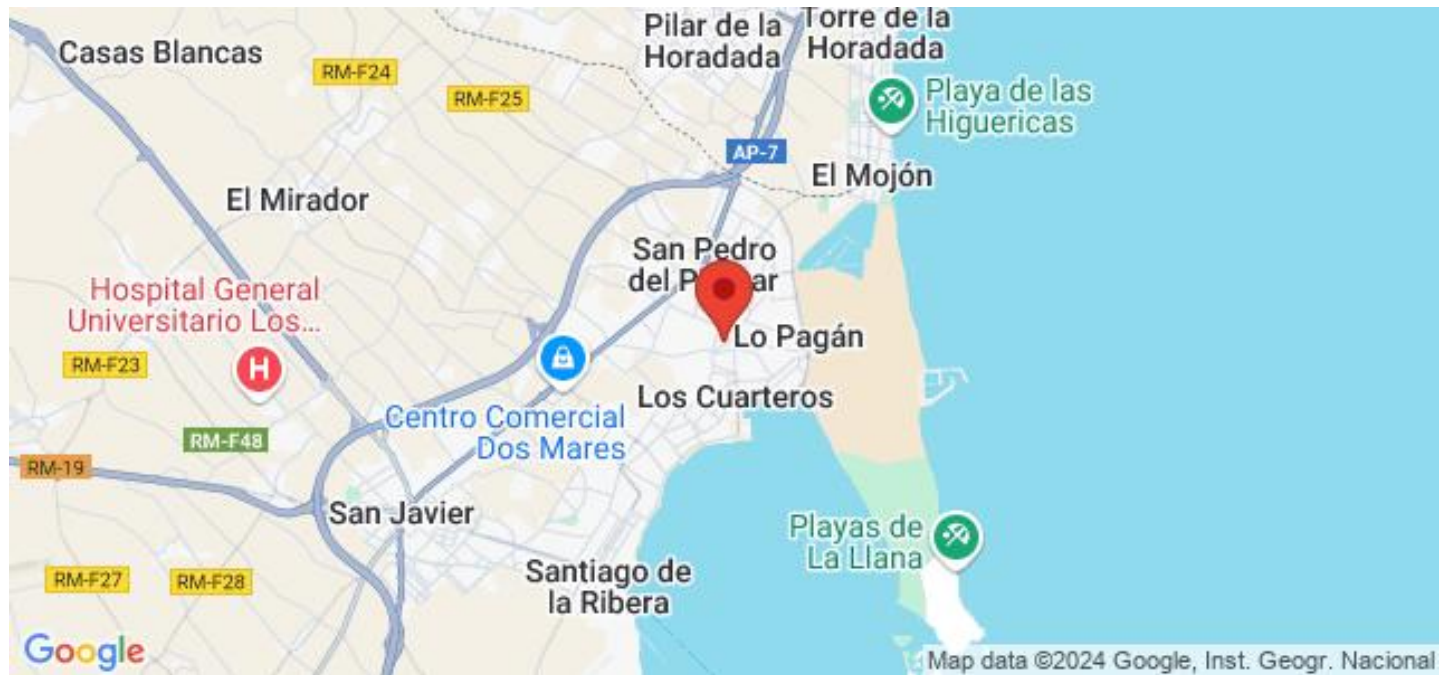 Pilar de la
Horadada
Torre de la
Horadada
Casas Blancas
RM-F24
RM-F25
Playa de las
Higuericas
AP-7
El Mojón
El Mirador
San Pedro
del P
ar
Hospital General
Universitario Los...
Lo Pagán
RM-F23
Los Cuarteros
Centro Comercial
Dos Mares
RM-F48
RM-19
San Javier
Playas de
La Llana
Santiago de
la Ribera
RM-F27
RM-F28
Google
Map data ©2024 Google, Inst. Geogr. Nacional